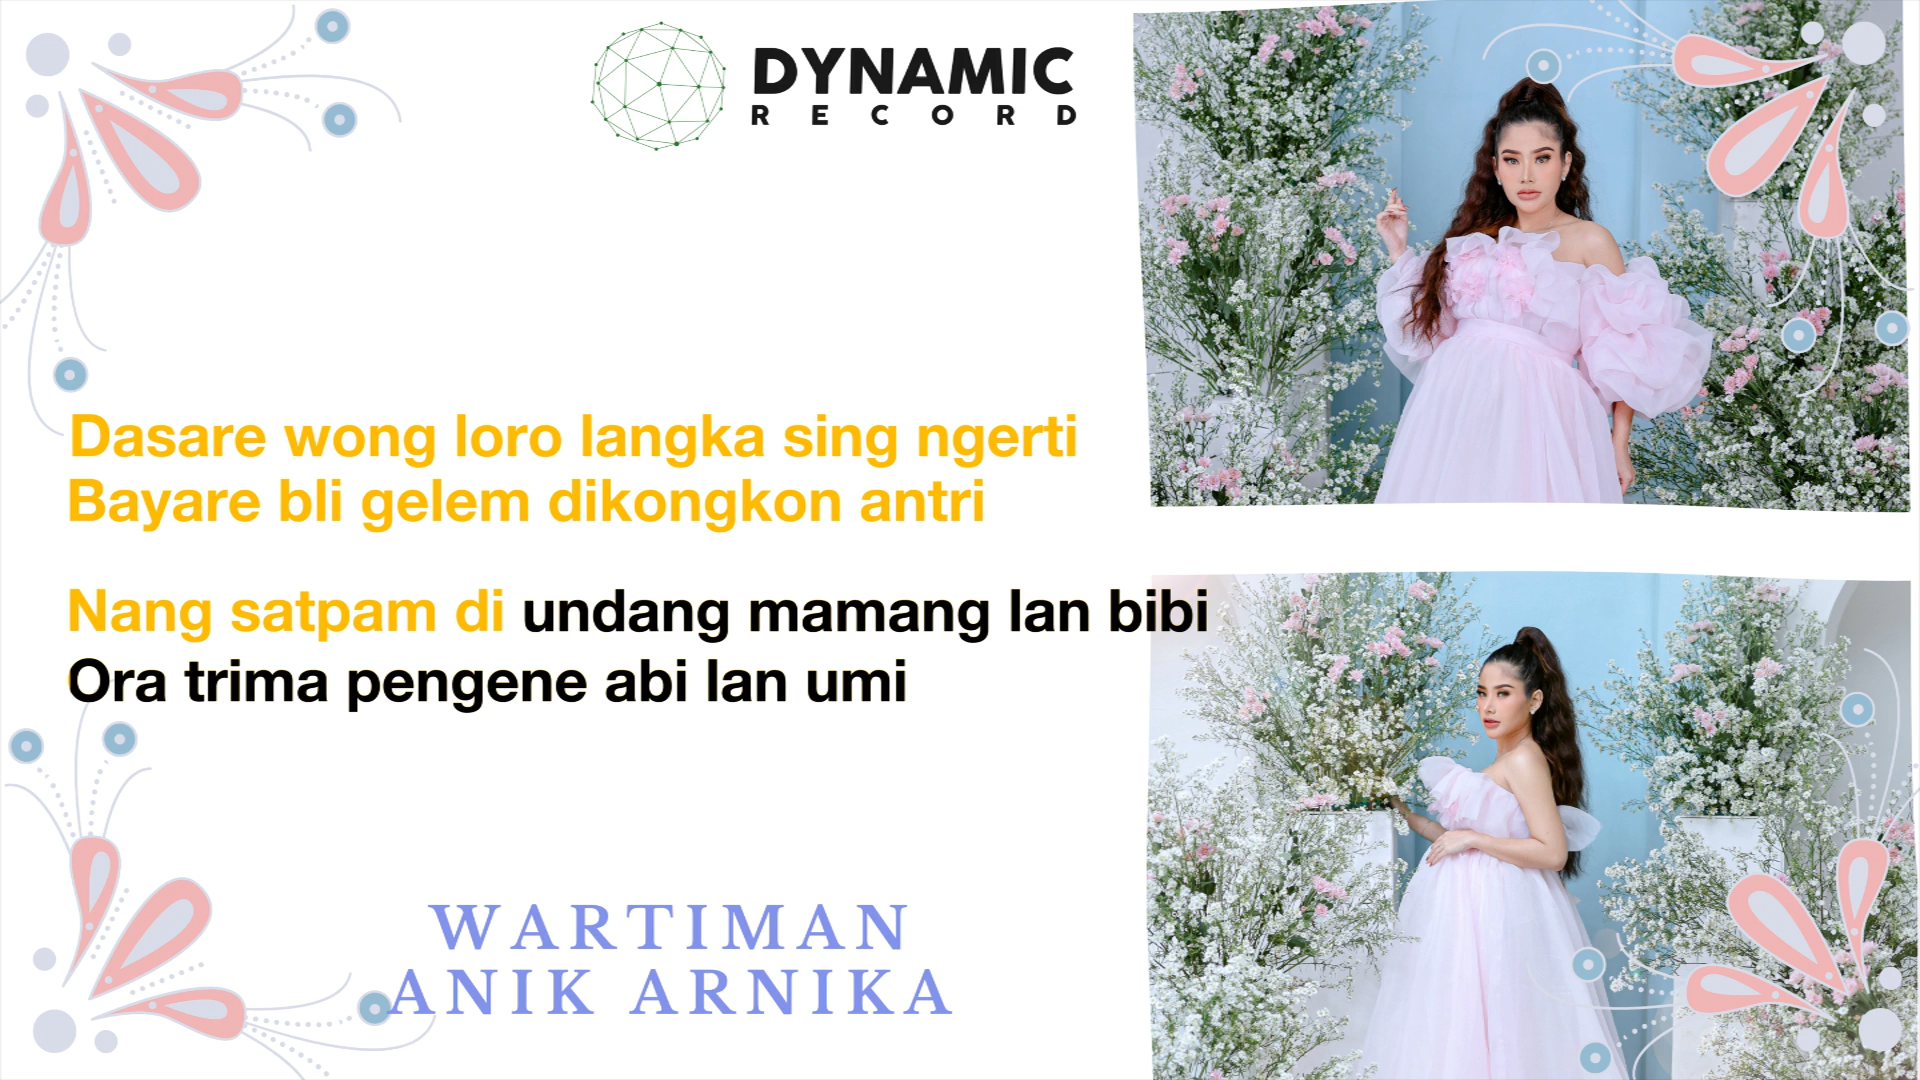 DYNAMIC
RECORD
Dasare wong loro langka sing ngerti
Bayare bli gelem dikongkon antri
Nang satpam di undang mamang lan bibi
Ora trima pengene abi lan umi
WARTIMAN
ANIK ARNIKA